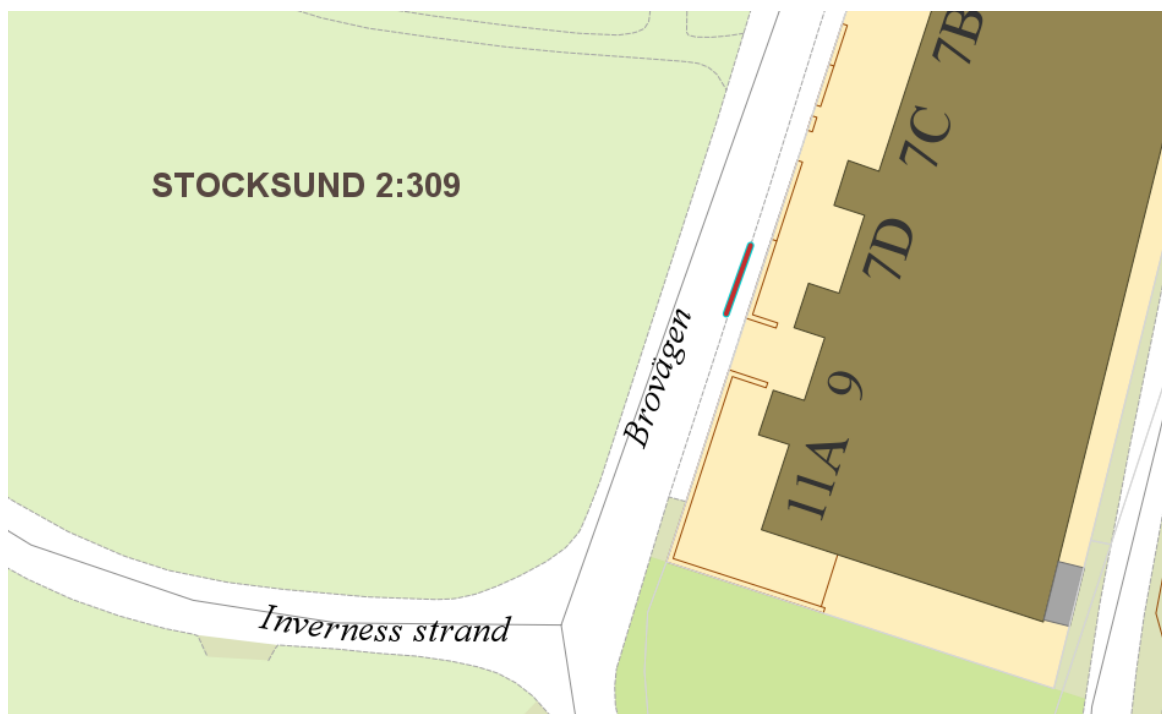 7B
7C
STOCKSUND 2:309
7D
Brovägen
9
11A
Inverness strand